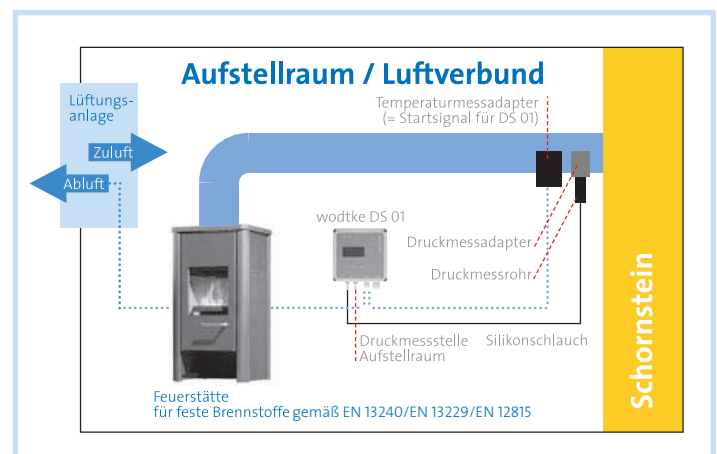 Aufstellraum / Luftverbund
Lüftungs-
anlage
Zuluft
Abluft
Temperaturmessadapter
(= Startsignal für DS 01)
wodtke DS 01
Druckmessadapter
Druckmessrohr
Druckmessstelle
Aufstellraum
Silikonschlauch
Schornstein
Feuerstätte
für feste Brennstoffe gemäß EN 13240/EN 13229/EN 12815